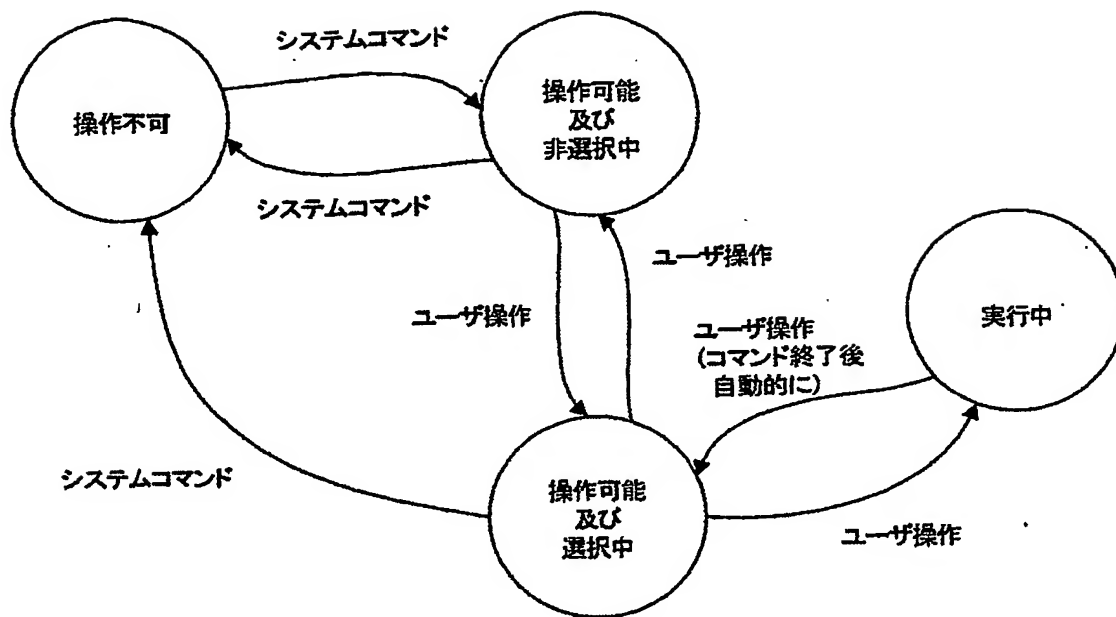 システムコマンド
操作不可
操作可能
及び
非選択中
システムコマンド
ユーザ操作
ユーザ操作
実行中
ユーザ操作
(コマンド終了後
自動的に)
システムコマンド
操作可能
及び
選択中
ユーザ操作